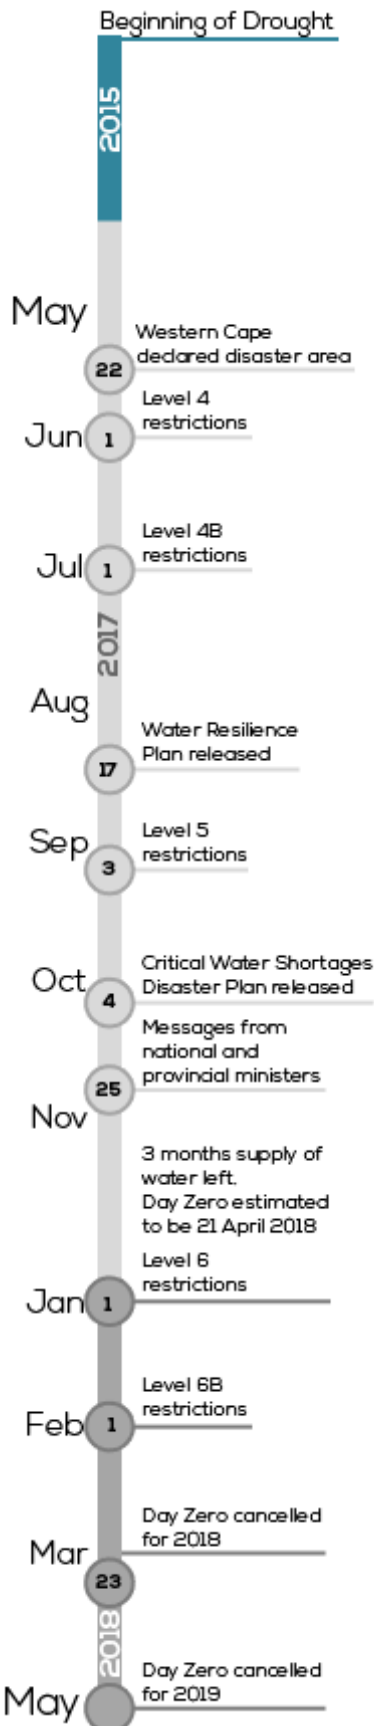 Beginning of Drought
2015
May
Western Cape
declared disaster area
22
Level 4
restrictions
Jun
1
Level 4B
restrictions
Jul
1
2017
Aug
Water Resilience
Plan released
17
Sep
Level 5
restrictions
3
Oct
Critical Water Shortages
Disaster Plan released
4
Messages from
national and
provincial ministers
25
Nov
3 months supply of
water left.
Day Zero estimated
to be 21 April 2018
Level 6
restrictions
Jan
1
Level 6B
restrictions
Feb
1
Day Zero cancelled
for 2018
Mar
23
2018
Day Zero cancelled
for 2019
May